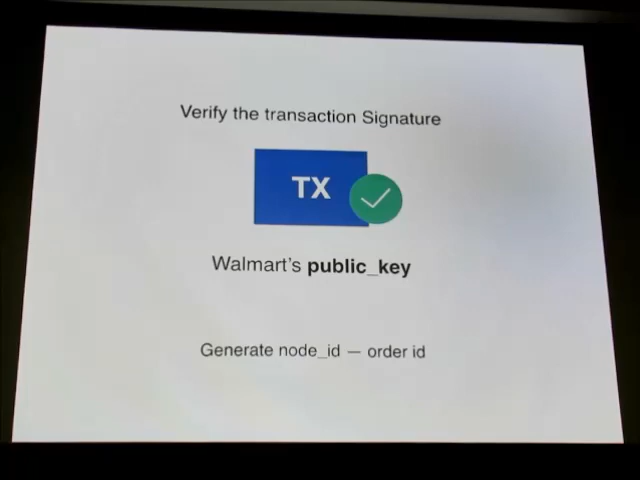 Verify the transaction Signature
TX
Walmart's public_key
Generate node_id — order id